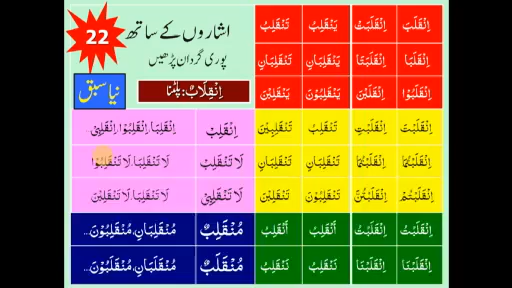 22
اشاروں کے ساتھ
پوری گردان پڑھیں
نیا سبق
اِنْقِلَابٌ: پلٹنا
اِنْقَلَبَ اِنْقَلَبَتْ يَنْقَلِبُ تَنْقَلِبُ
اِنْقَلَبَا اِنْقَلَبَتَا يَنْقَلِبَانِ تَنْقَلِبَانِ
اِنْقَلَبُوْا اِنْقَلَبْنَ يَنْقَلِبُوْنَ يَنْقَلِبْنَ
اِنْقَلَبْتَ اِنْقَلَبْتِ تَنْقَلِبُ تَنْقَلِبِيْنَ اِنْقَلِبْ اِنْقَلِبَا، اِنْقَلِبُوْا، اِنْقَلِبِيْ...
اِنْقَلَبْتُمَا اِنْقَلَبْتُمَا تَنْقَلِبَانِ تَنْقَلِبَانِ لَا تَنْقَلِبْ لَا تَنْقَلِبَا، لَا تَنْقَلِبُوْا
اِنْقَلَبْتُمْ اِنْقَلَبْتُنَّ تَنْقَلِبُوْنَ تَنْقَلِبْنَ لَا تَنْقَلِبِيْ لَا تَنْقَلِبَا، لَا تَنْقَلِبْنَ
اِنْقَلَبْتُ اِنْقَلَبْتُ اَنْقَلِبُ اَنْقَلِبُ مُنْقَلِبٌ مُنْقَلِبَانِ، مُنْقَلِبُوْنَ...
اِنْقَلَبْنَا اِنْقَلَبْنَا نَنْقَلِبُ نَنْقَلِبُ مُنْقَلَبٌ مُنْقَلَبَانِ، مُنْقَلَبُوْنَ...